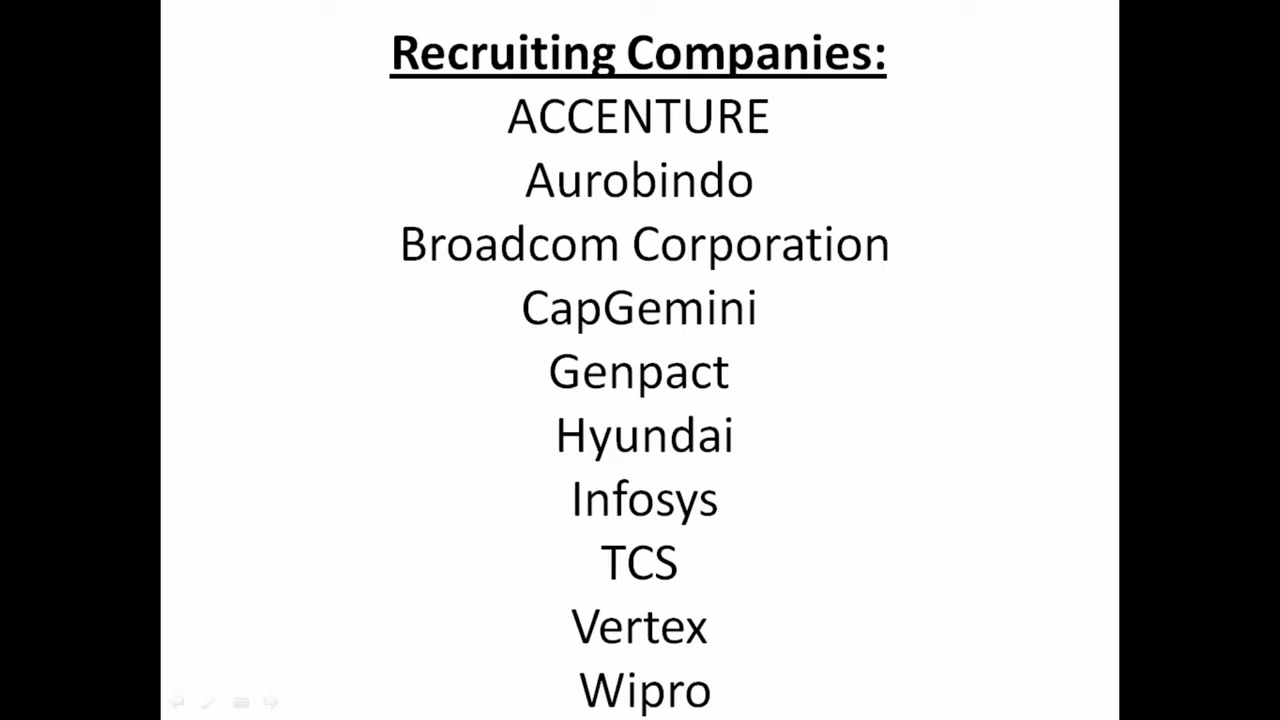 Recruiting Companies:
ACCENTURE
Aurobindo
Broadcom Corporation
CapGemini
Genpact
Hyundai
Infosys
TCS
Vertex
Wipro